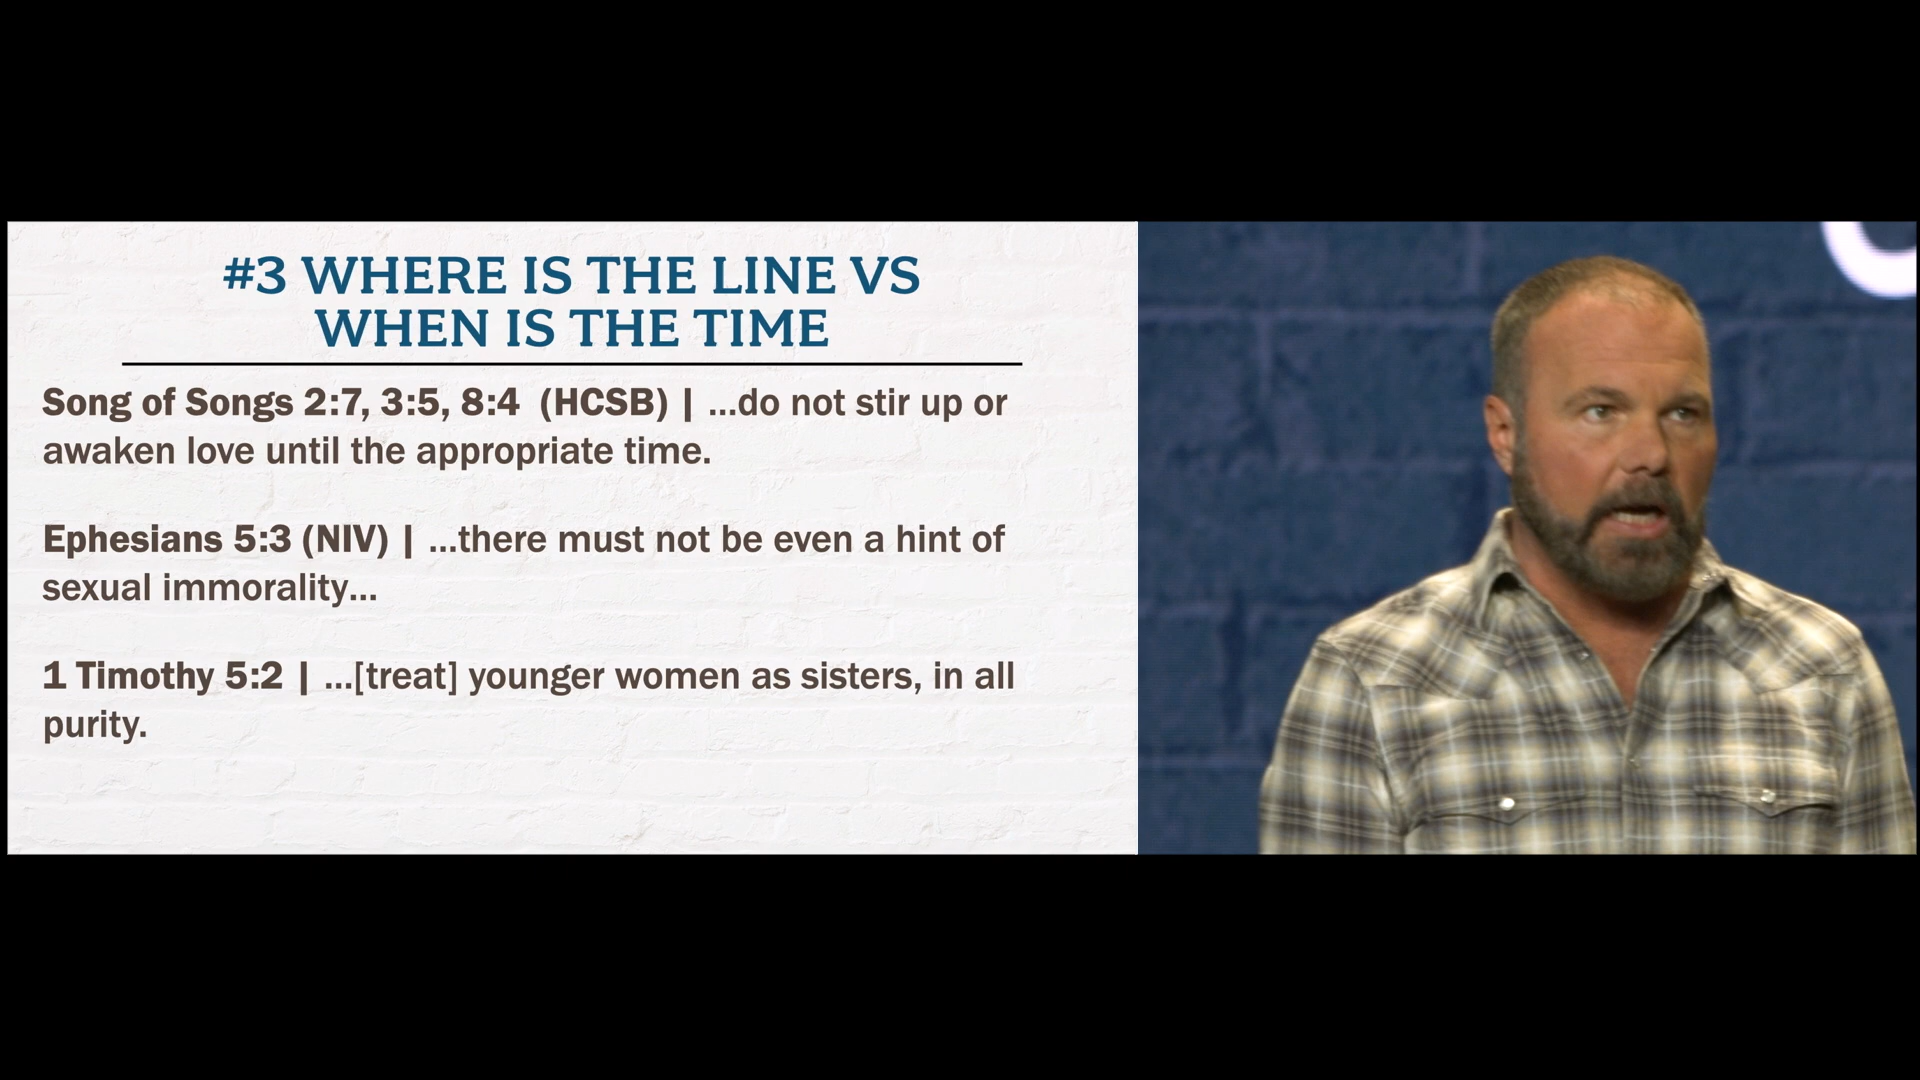 #3 WHERE IS THE LINE VS
WHEN IS THE TIME
Song of Songs 2:7, 3:5, 8:4 (HCSB) | ...do not stir up or
awaken love until the appropriate time.
Ephesians 5:3 (NIV) | ...there must not be even a hint of
sexual immorality...
1 Timothy 5:2 | ...[treat] younger women as sisters, in all
purity.